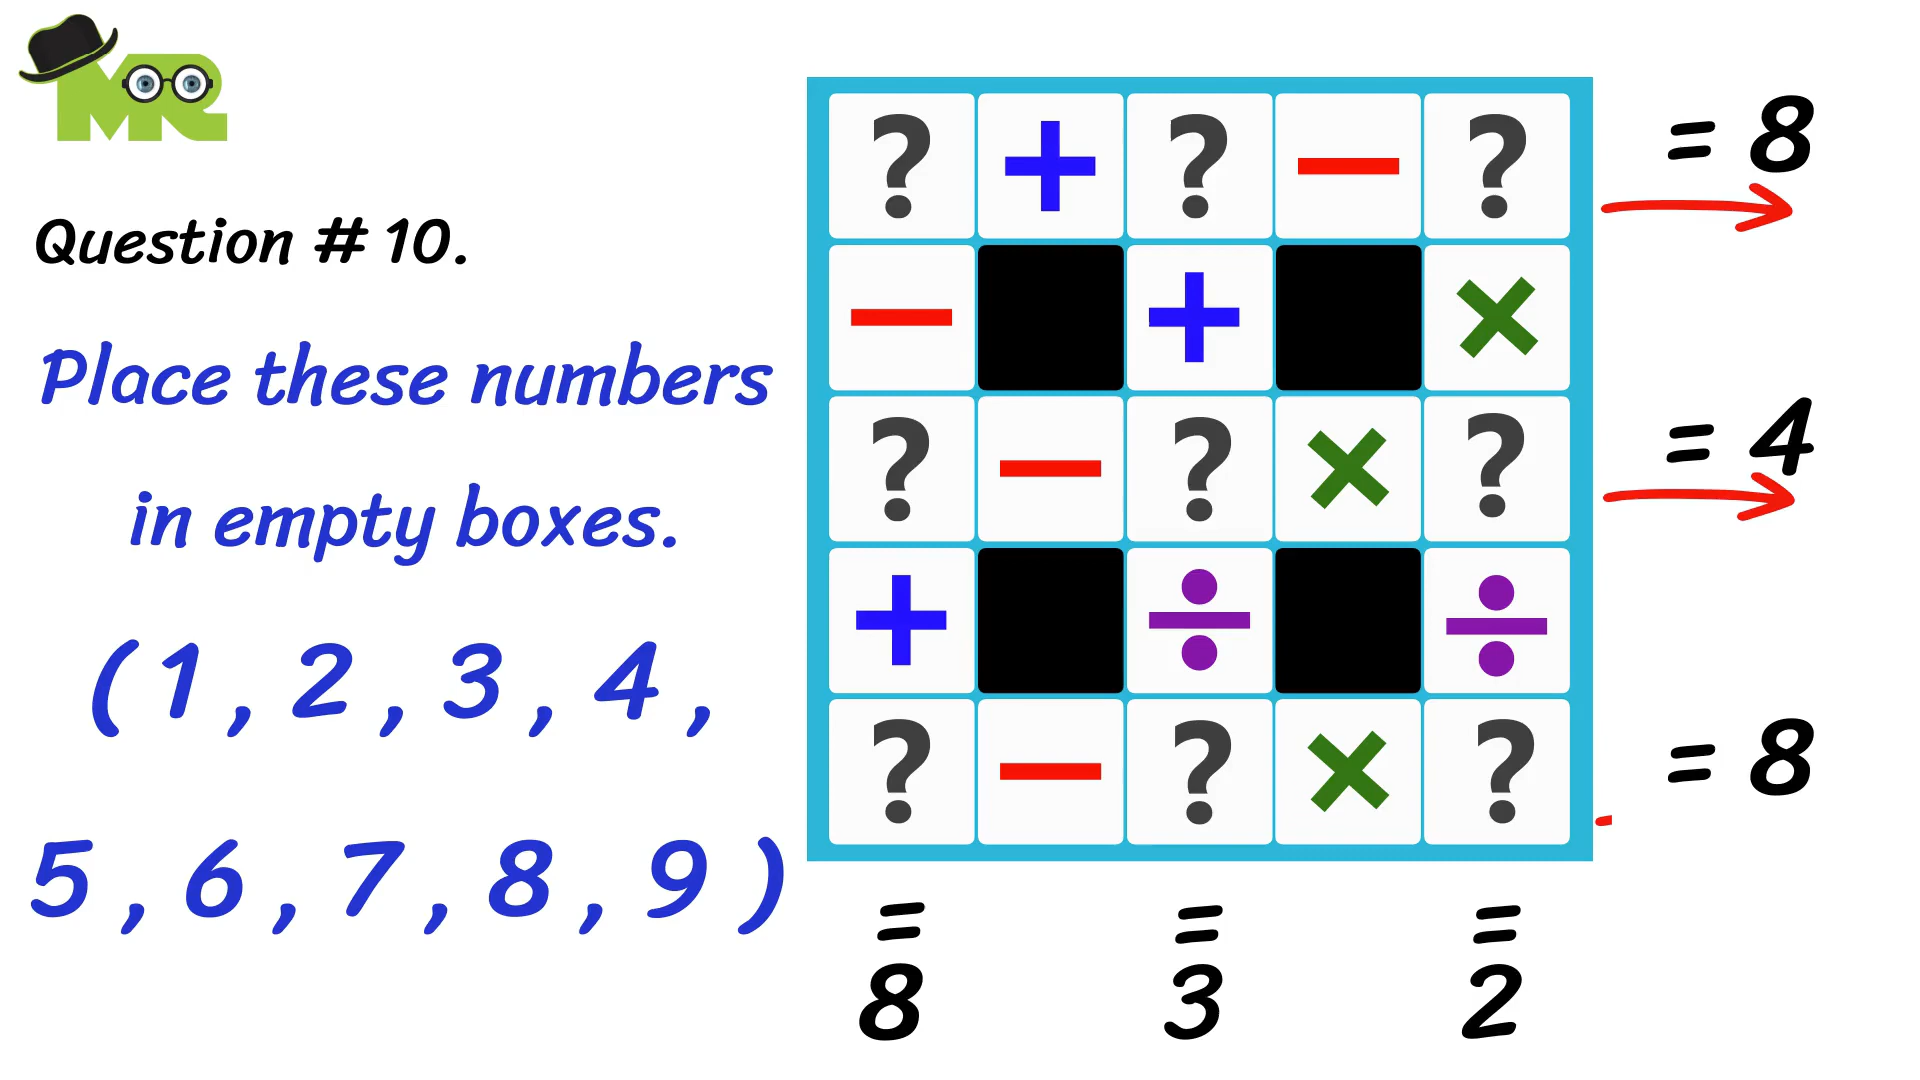 MR
Question # 10.
Place these numbers
in empty boxes.
(1, 2, 3, 4,
5, 6, 7, 8, 9)
? + ? − ? = 8
− + ×
? − ? × ? = 4
+ ÷ ÷
? − ? × ? = 8
= = =
8 3 2